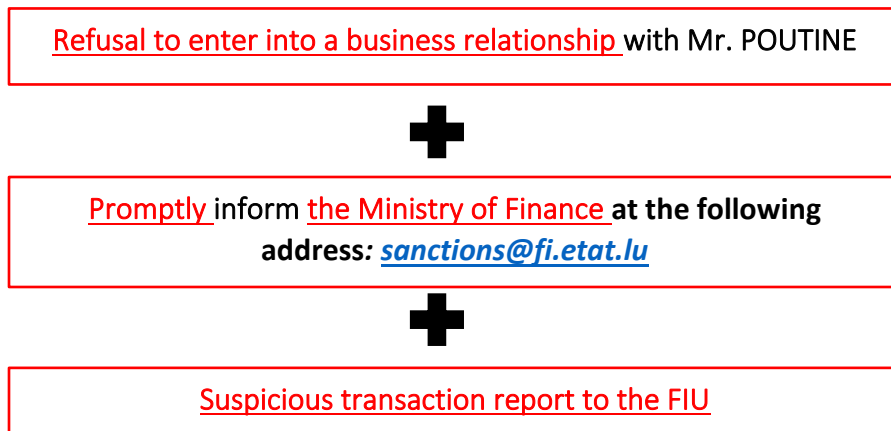 Refusal to enter into a business relationship with Mr. POUTINE
Promptly inform the Ministry of Finance at the following
address: sanctions@fi.etat.lu
Suspicious transaction report to the FIU